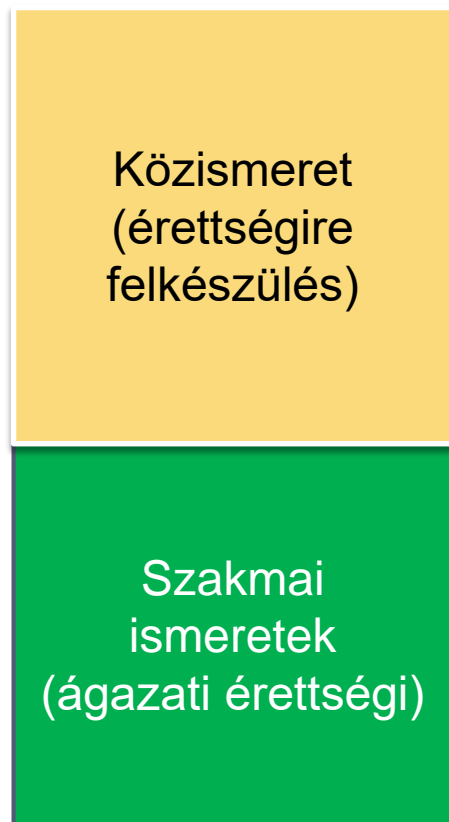 Közismeret
(érettségire
felkészülés)
Szakmai
ismeretek
(ágazati érettségi)